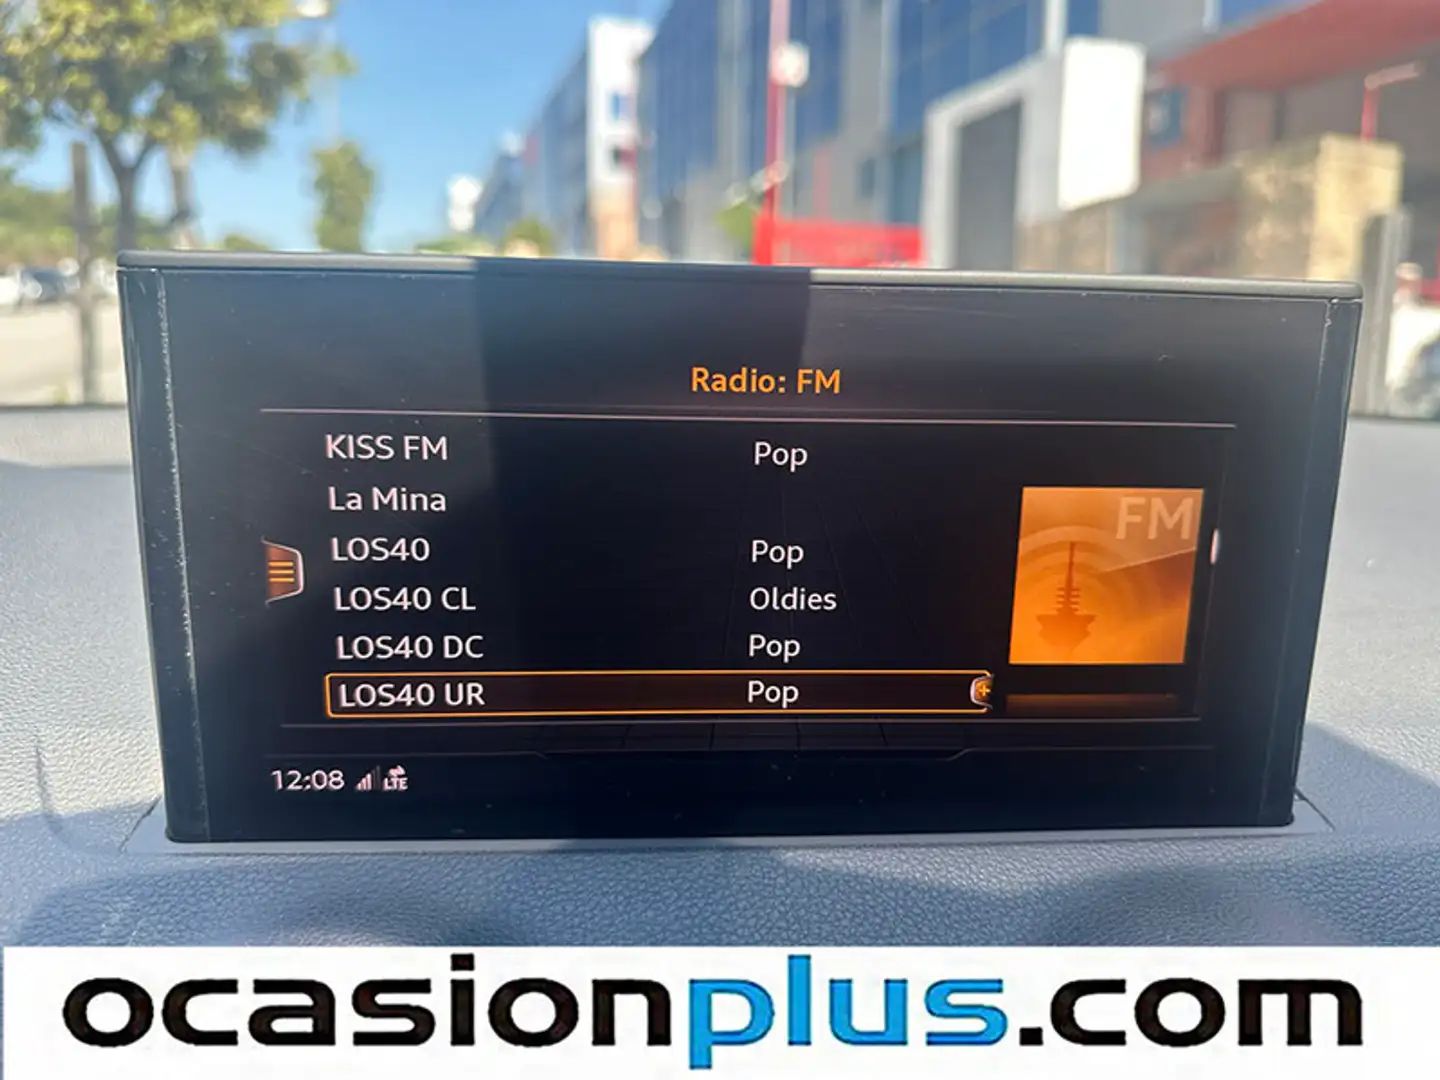 Radio: FM
KISS FM Pop
La Mina
LOS40 Pop
LOS40 CL Oldies
LOS40 DC Pop
LOS40 UR Pop
FM
12:08 LTE
ocasionplus.com